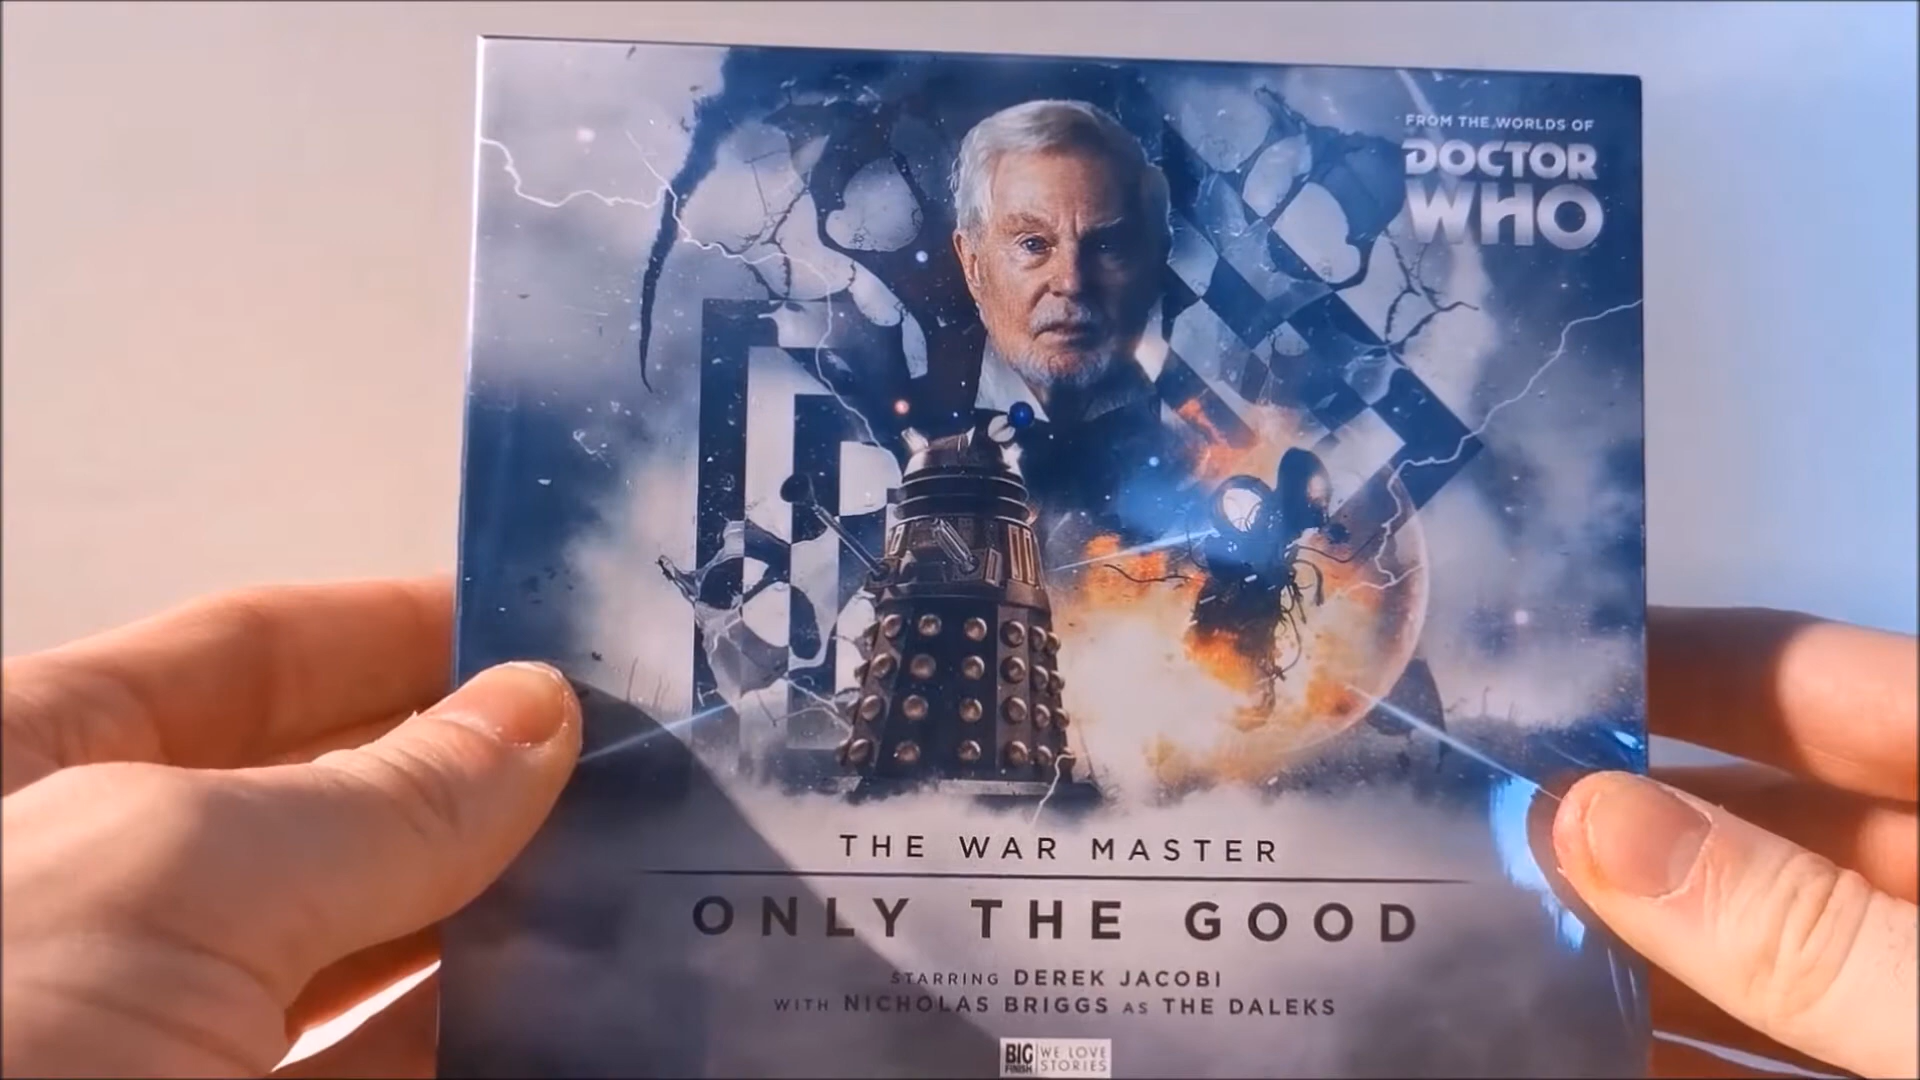 FROM THE WORLDS OF
DOCTOR
WHO
THE WAR MASTER
ONLY THE GOOD
STARRING DEREK JACOBI
WITH NICHOLAS BRIGGS AS THE DALEKS
BIG FINISH WE LOVE STORIES